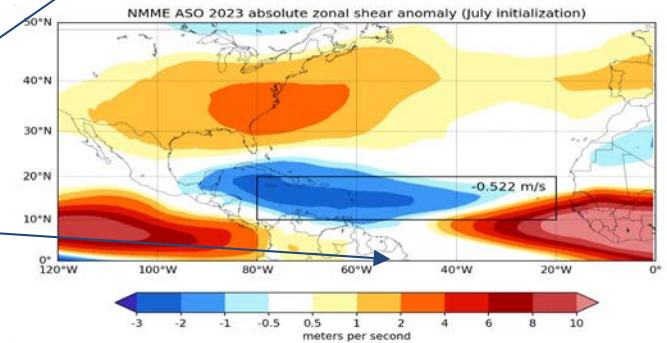 NMME ASO 2023 absolute zonal shear anomaly (July initialization)
50°N
40°N
30°N
20°N
10°N
0°
-0.522 m/s
120°W 100°W 80°W 60°W 40°W 20°W 0°
-3 -2 -1 -0.5 0.5 1 2 4 6 8 10
meters per second